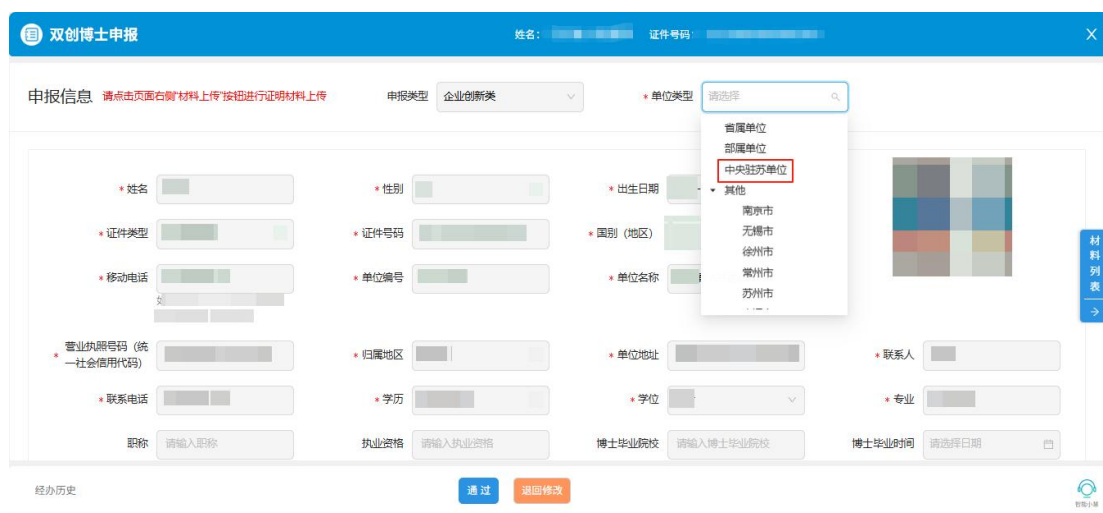 双创博士申报 姓名: 证件号码: X
申报信息 请点击页面右侧“材料上传”按钮进行证明材料上传 申报类型 企业创新类 * 单位类型 请选择
省属单位
部属单位
中央驻苏单位
其他
南京市
无锡市
徐州市
常州市
苏州市
* 姓名 * 性别 * 出生日期
* 证件类型 * 证件号码 * 国别(地区)
* 移动电话 * 单位编号 * 单位名称
材料列表
* 营业执照号码(统一社会信用代码) * 归属地区 * 单位地址 * 联系人
* 联系电话 * 学历 * 学位 * 专业
职称 请输入职称 执业资格 请输入执业资格 博士毕业院校 请输入博士毕业院校 博士毕业时间 请选择日期
经办历史 通过 退回修改